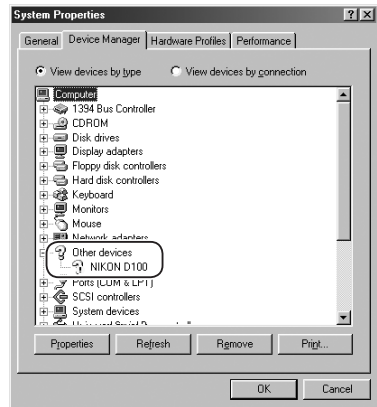 System Properties
General Device Manager Hardware Profiles Performance
View devices by type View devices by connection
Computer
1394 Bus Controller
CDROM
Disk drives
Display adapters
Floppy disk controllers
Hard disk controllers
Keyboard
Monitors
Mouse
Network adapters
Other devices
NIKON D100
Ports (COM & LPT)
SCSI controllers
System devices
Properties Refresh Remove Print...
OK Cancel